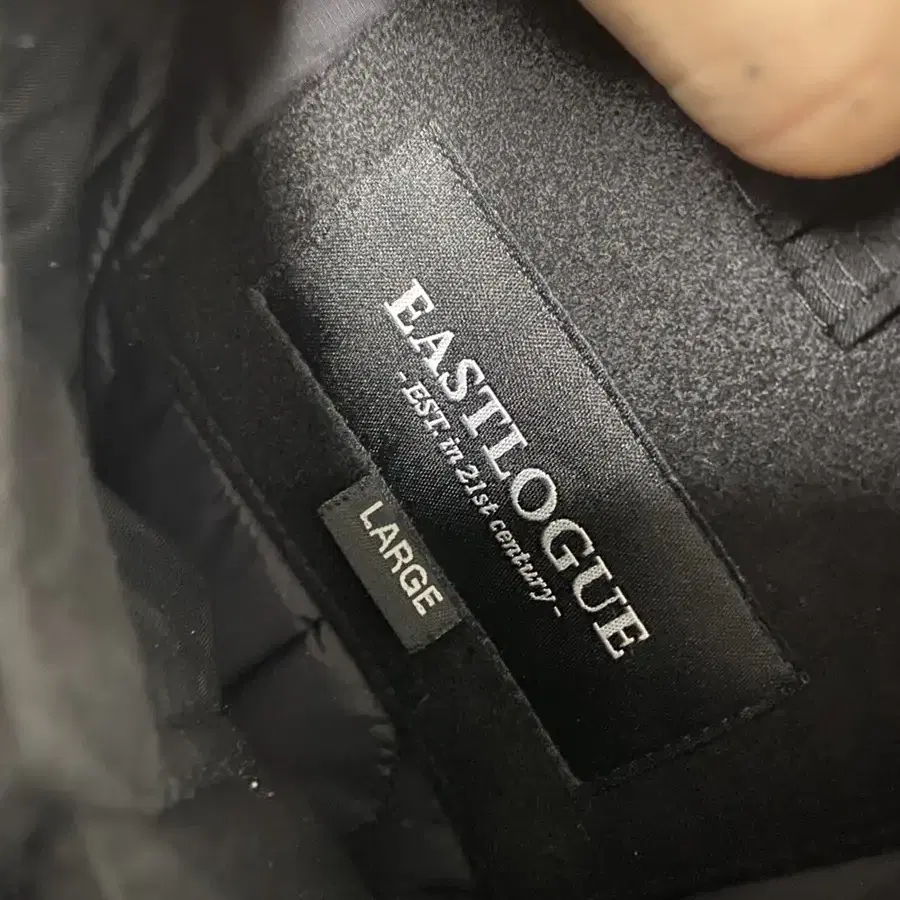 EASTLOGUE
-EST. in 21st century-
LARGE